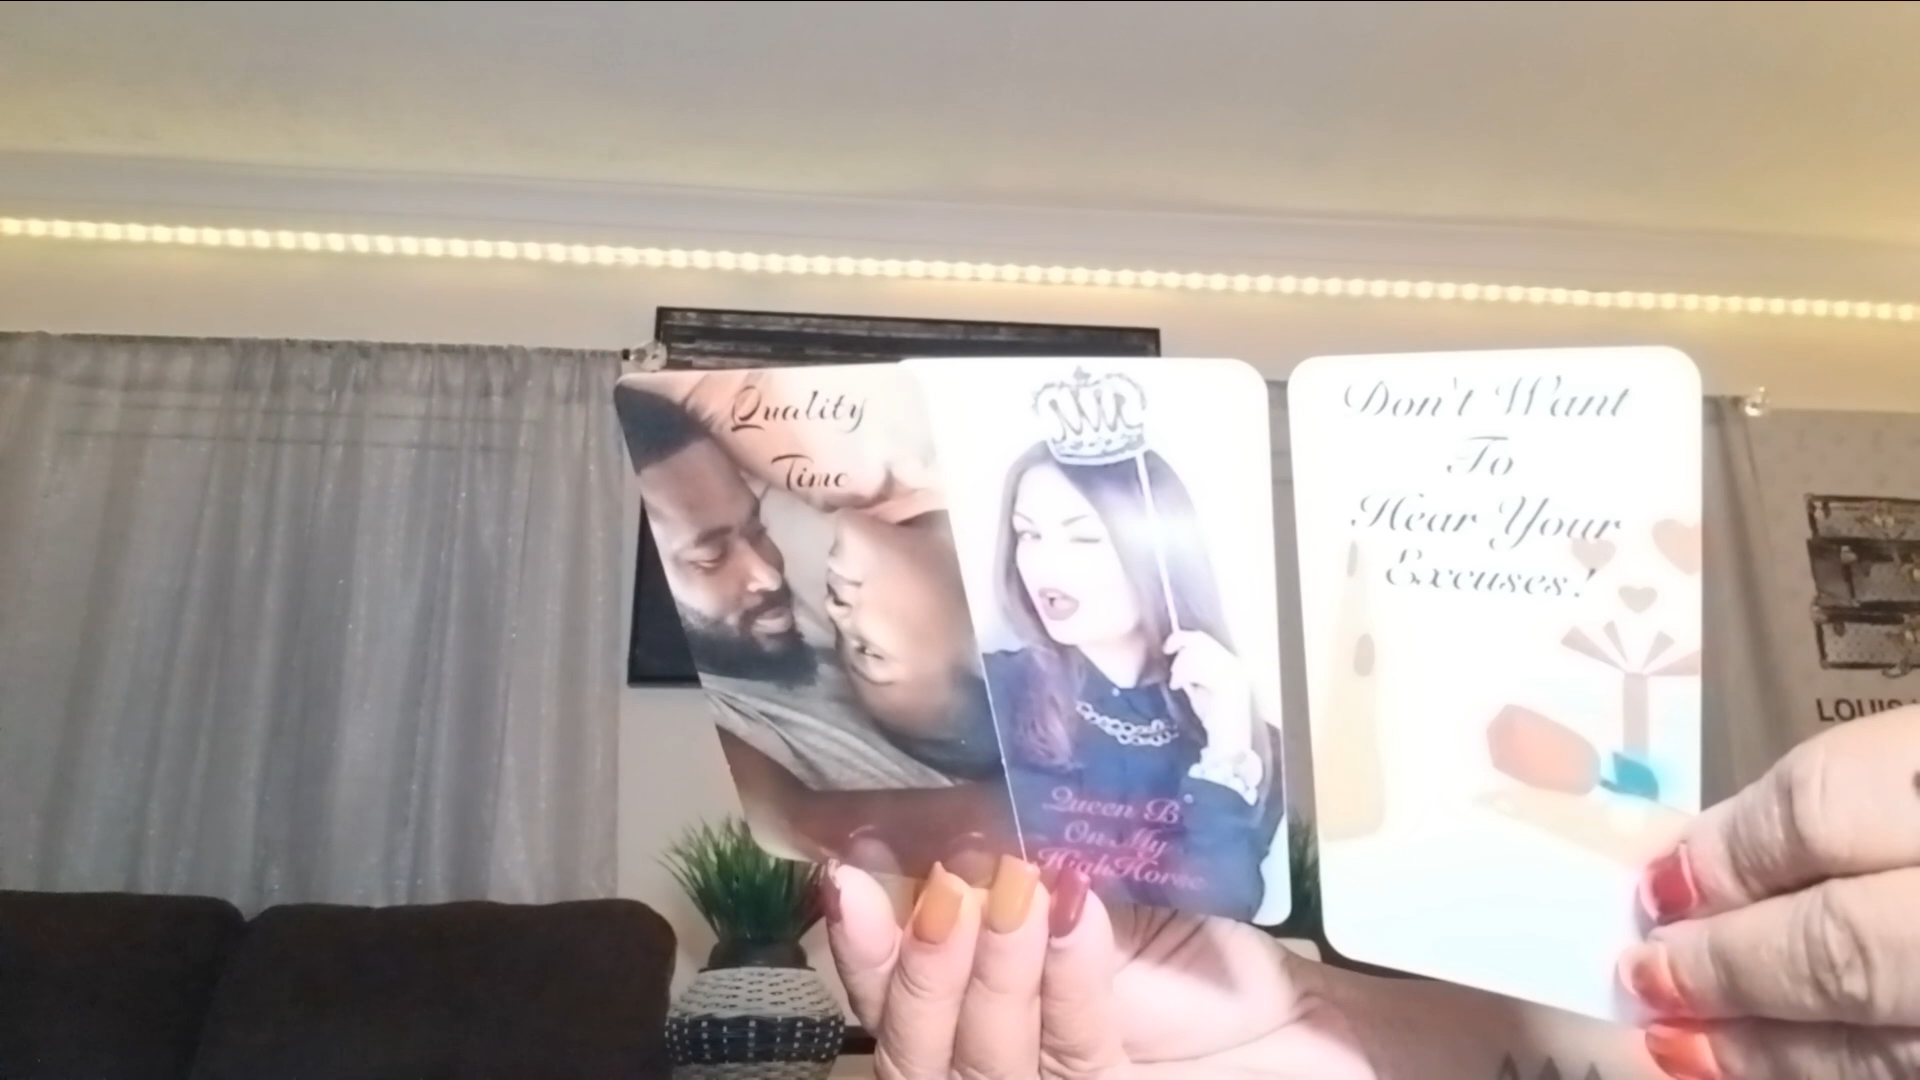 Quality
Time
Queen B
On My
High Horse
Don't Want
To
Hear Your
Excuses!
LOUIS